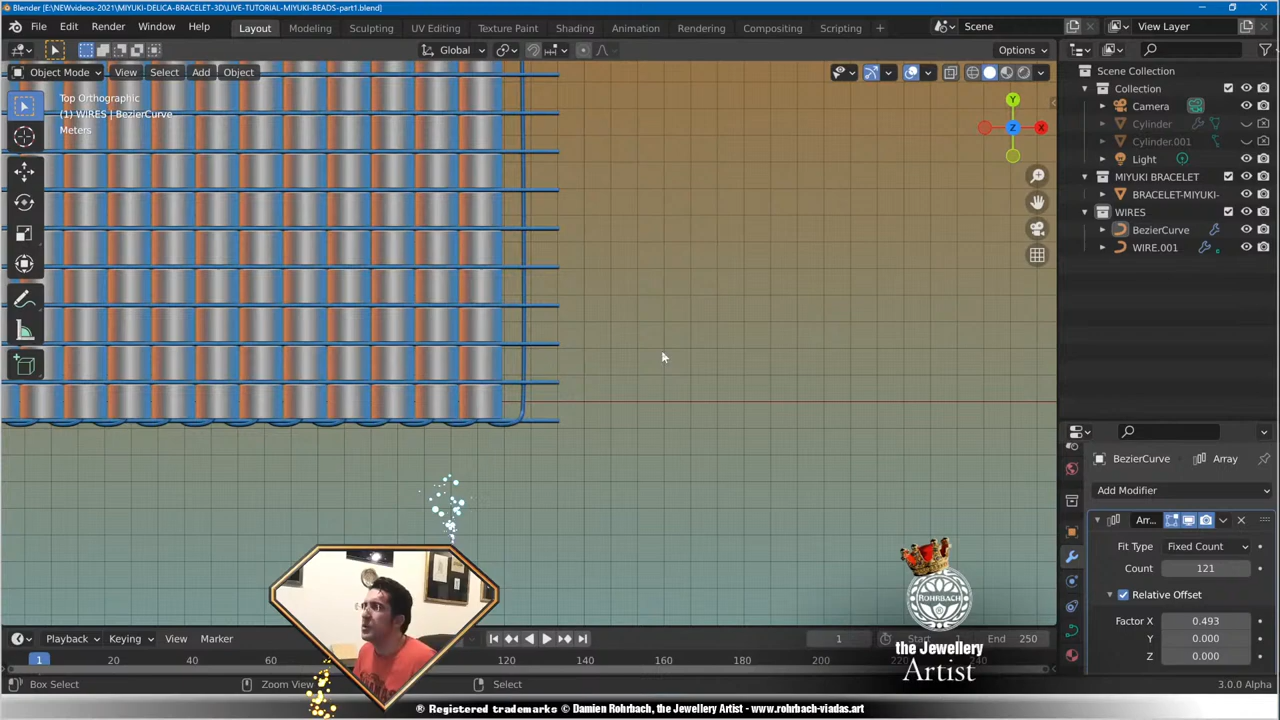 Blender [E:\NEWvideos-2021\MIYUKI-DELICA-BRACELET-3D\LIVE-TUTORIAL-MIYUKI-BEADS-part1.blend]
File Edit Render Window Help Layout Modeling Sculpting UV Editing Texture Paint Shading Animation Rendering Compositing Scripting + Scene View Layer
Global Options
Object Mode View Select Add Object
Top Orthographic
(1) WIRES | BezierCurve
Meters
Y
Z X
Scene Collection
Collection
Camera
Cylinder
Cylinder.001
Light
MIYUKI BRACELET
BRACELET-MIYUKI-
WIRES
BezierCurve
WIRE.001
BezierCurve Array
Add Modifier
Arr...
Fit Type Fixed Count
Count 121
Relative Offset
Factor X 0.493
Y 0.000
Z 0.000
ROHRBACH
the Jewellery
Artist
Playback Keying View Marker 1 Start 1 End 250
1 20 40 60 120 140 160 180 200 220 240
Box Select Zoom View Select 3.0.0 Alpha
® Registered trademarks © Damien Rohrbach, the Jewellery Artist - www.rohrbach-viadas.art